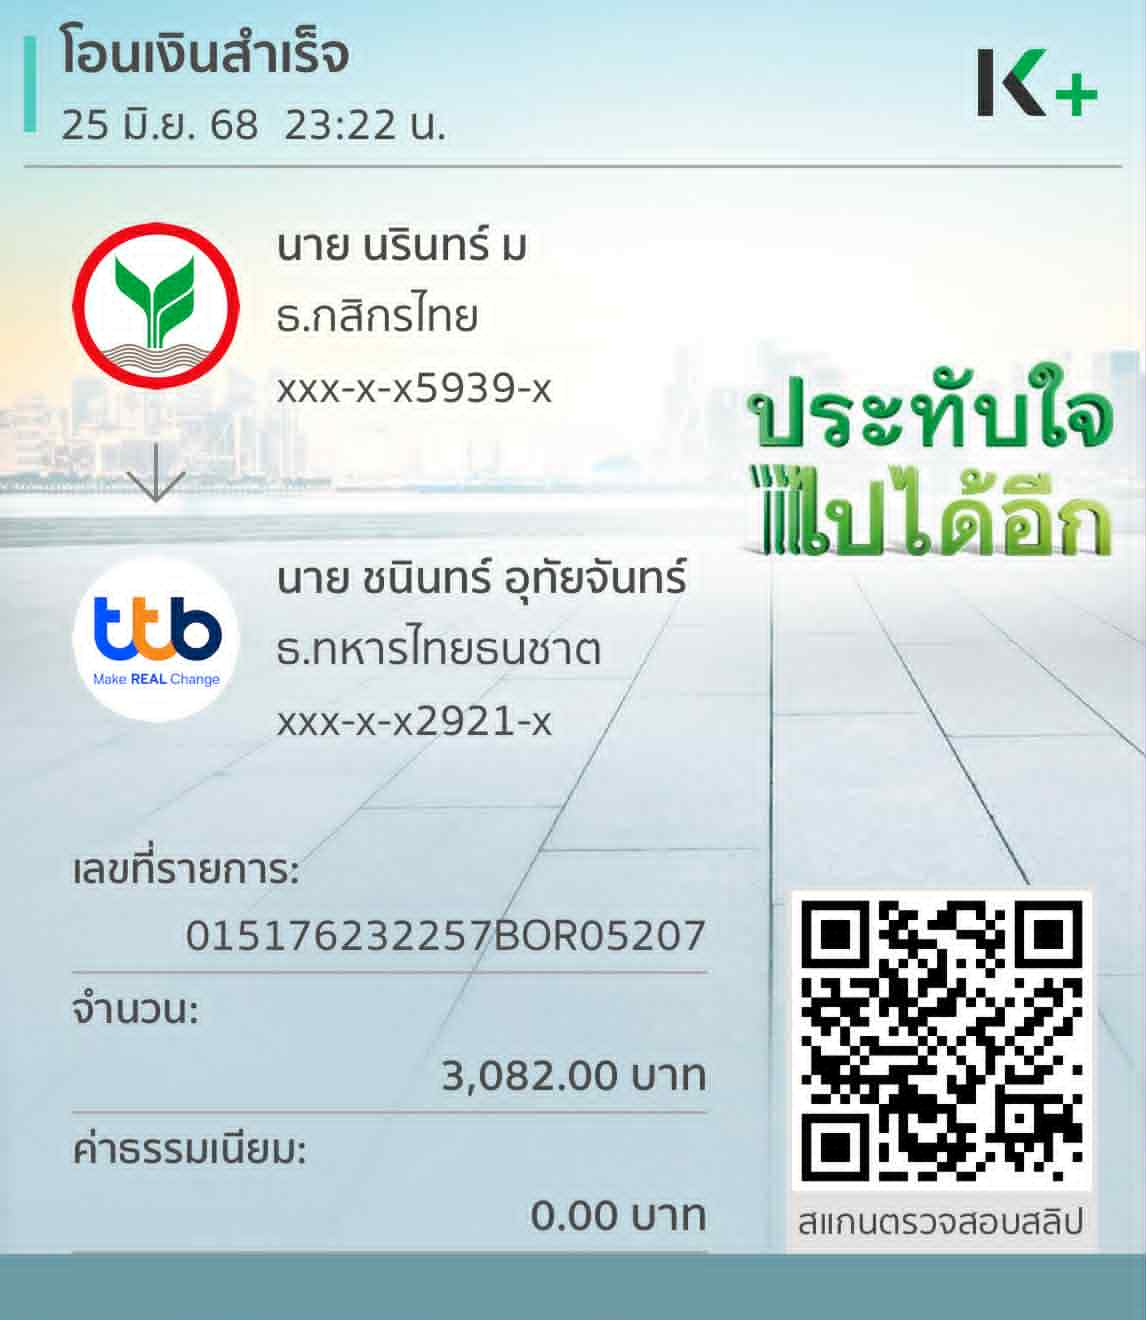 โอนเงินสำเร็จ
25 มิ.ย. 68 23:22 น.
K+
นาย นรินทร์ ม
ธ.กสิกรไทย
xxx-x-x5939-x
ประทับใจ
ไปได้อีก
ttb
Make REAL Change
นาย ชนินทร์ อุทัยจันทร์
ธ.ทหารไทยธนชาต
xxx-x-x2921-x
เลขที่รายการ:
015176232257BOR05207
จำนวน:
3,082.00 บาท
ค่าธรรมเนียม:
0.00 บาท
สแกนตรวจสอบสลิป